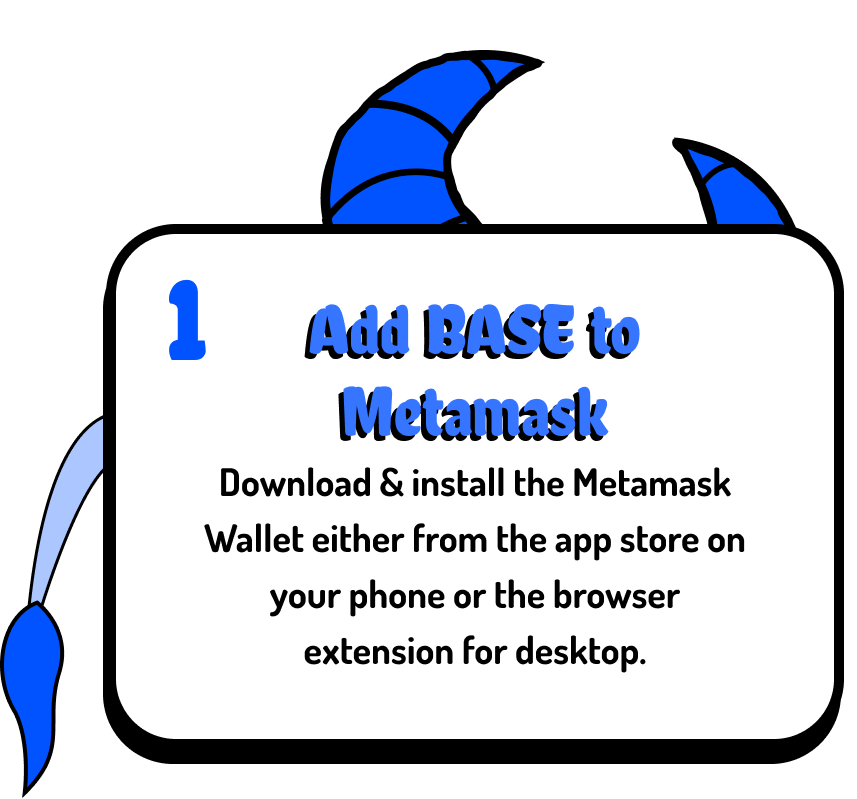 1
Add BASE to
Metamask
Download & install the Metamask
Wallet either from the app store on
your phone or the browser
extension for desktop.